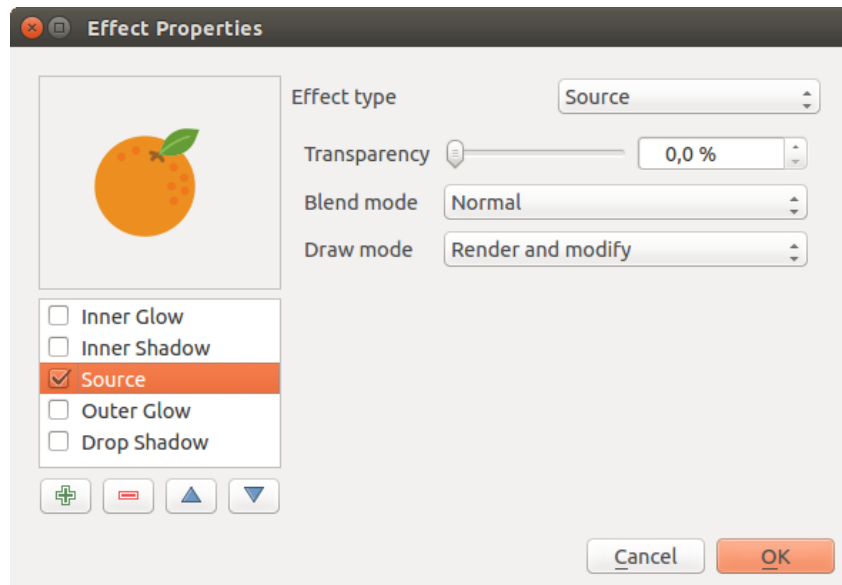 Effect Properties
Effect type Source
Transparency 0,0 %
Blend mode Normal
Draw mode Render and modify
Inner Glow
Inner Shadow
Source
Outer Glow
Drop Shadow
Cancel OK